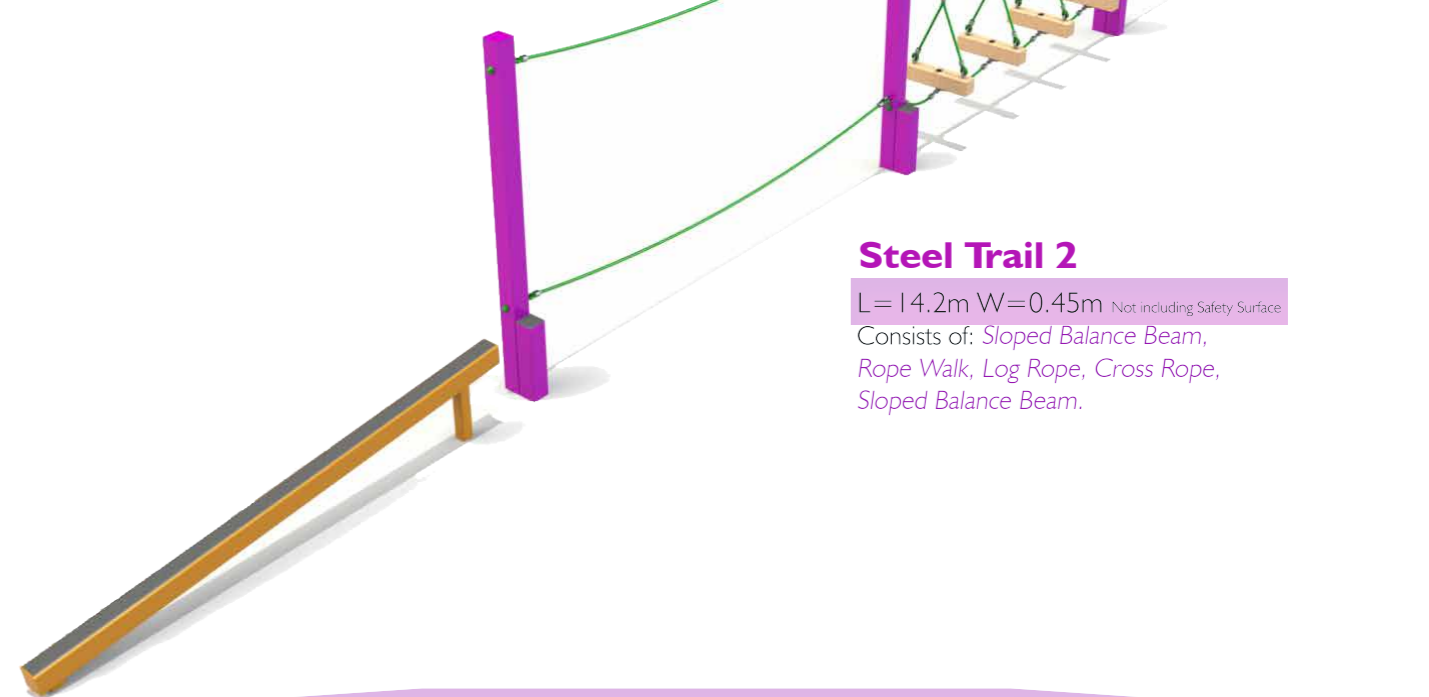 Steel Trail 2
L=14.2m W=0.45m Not including Safety Surface
Consists of: Sloped Balance Beam,
Rope Walk, Log Rope, Cross Rope,
Sloped Balance Beam.